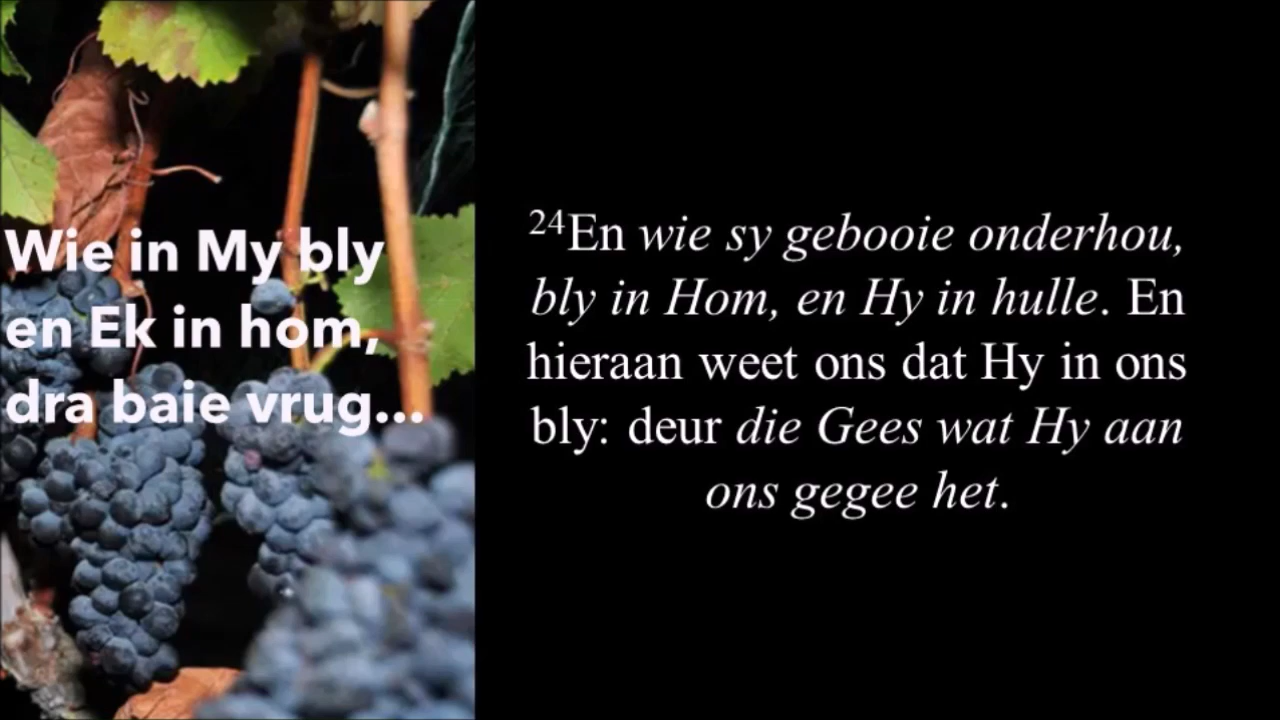 Wie in My bly
en Ek in hom,
dra baie vrug...
²⁴En wie sy gebooie onderhou,
bly in Hom, en Hy in hulle. En
hieraan weet ons dat Hy in ons
bly: deur die Gees wat Hy aan
ons gegee het.